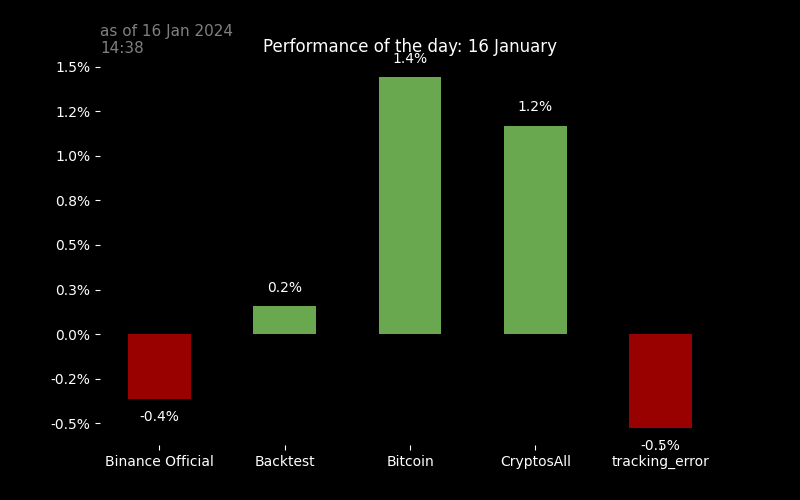 as of 16 Jan 2024
14:38
Performance of the day: 16 January
1.5%
1.2%
1.0%
0.8%
0.5%
0.3%
0.0%
-0.2%
-0.5%
-0.4%
0.2%
1.4%
1.2%
-0.5%
Binance Official
Backtest
Bitcoin
CryptosAll
tracking_error